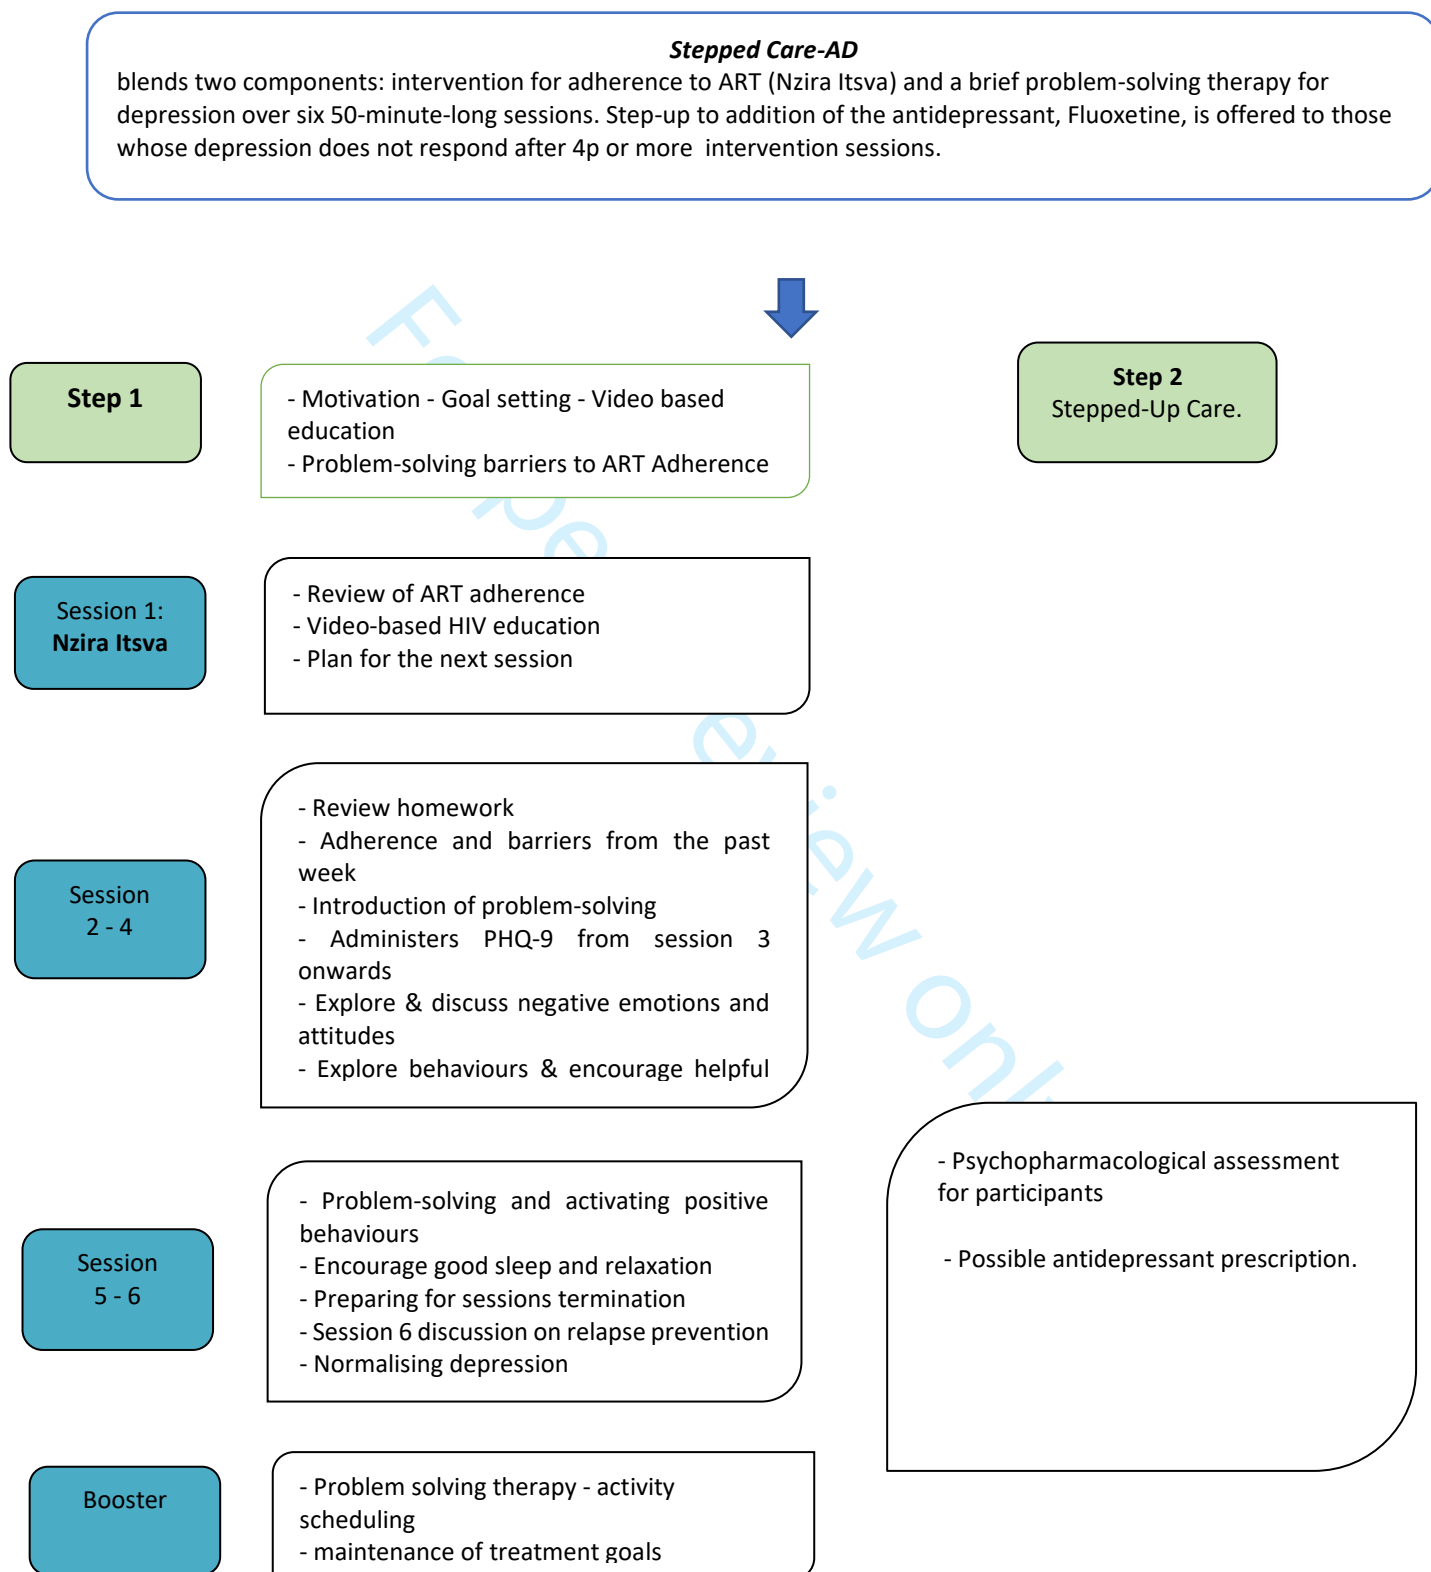 Stepped Care-AD
blends two components: intervention for adherence to ART (Nzira Itsva) and a brief problem-solving therapy for
depression over six 50-minute-long sessions. Step-up to addition of the antidepressant, Fluoxetine, is offered to those
whose depression does not respond after 4p or more  intervention sessions.
Step 1
- Motivation - Goal setting - Video based
education
- Problem-solving barriers to ART Adherence
Step 2
Stepped-Up Care.
Session 1:
Nzira Itsva
- Review of ART adherence
- Video-based HIV education
- Plan for the next session
Session
2 - 4
- Review homework
- Adherence and barriers from the past
week
- Introduction of problem-solving
- Administers PHQ-9 from session 3
onwards
- Explore & discuss negative emotions and
attitudes
- Explore behaviours & encourage helpful
Session
5 - 6
- Problem-solving and activating positive
behaviours
- Encourage good sleep and relaxation
- Preparing for sessions termination
- Session 6 discussion on relapse prevention
- Normalising depression
- Psychopharmacological assessment
for participants
- Possible antidepressant prescription.
Booster
- Problem solving therapy - activity
scheduling
- maintenance of treatment goals